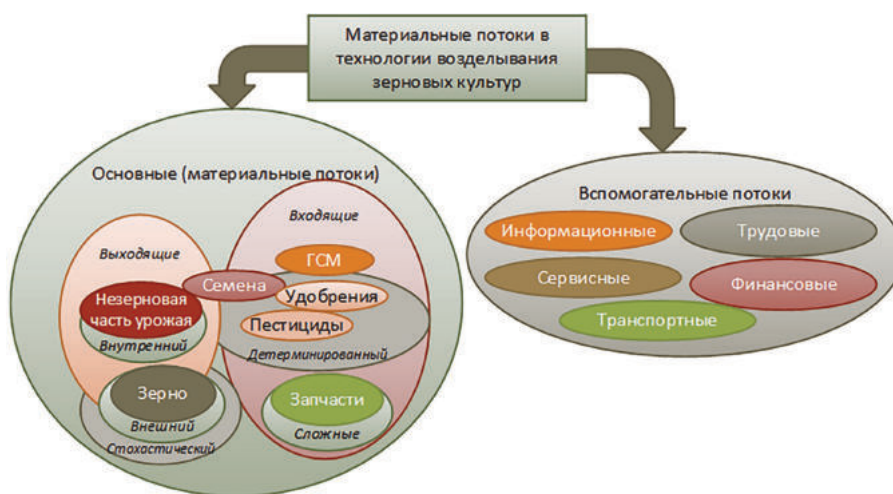 Материальные потоки в
технологии возделывания
зерновых культур
Основные (материальные потоки)
Входящие
Выходящие
ГСМ
Семена
Удобрения
Незерновая
часть урожая
Пестициды
Внутренний
Детерминированный
Зерно
Запчасти
Внешний
Сложные
Стохастический
Вспомогательные потоки
Информационные
Трудовые
Сервисные
Финансовые
Транспортные